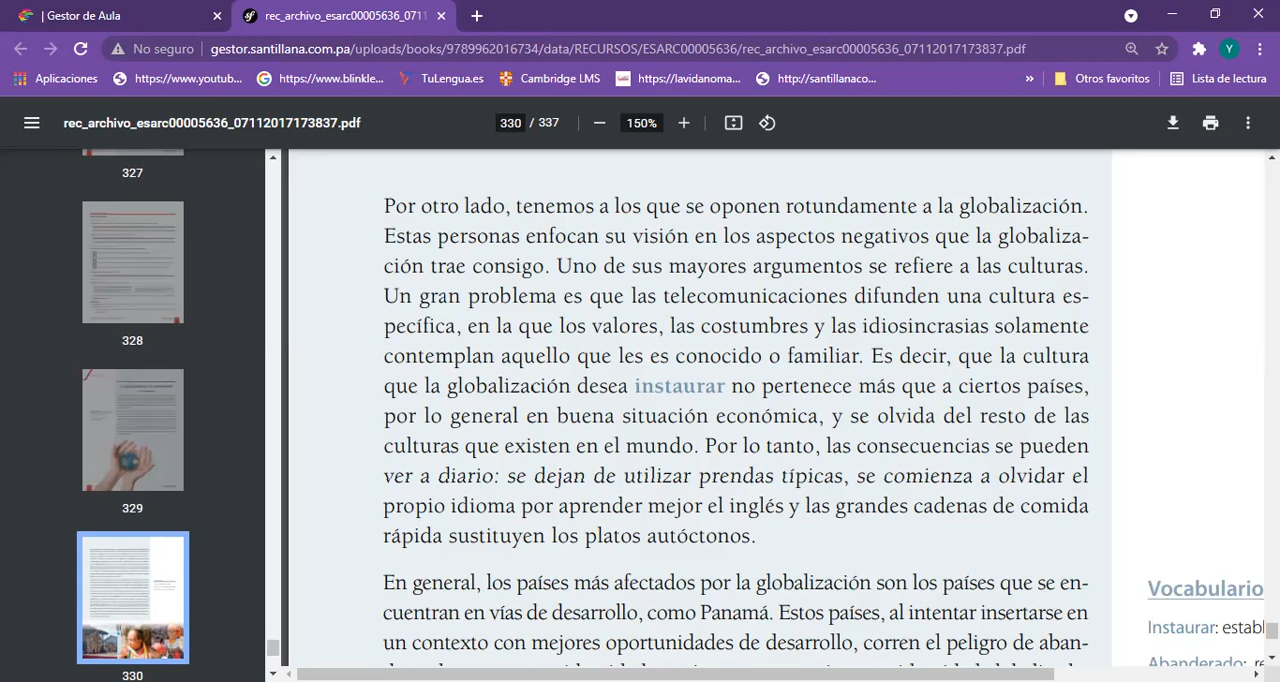 | Gestor de Aula
rec_archivo_esarc00005636_0711
No seguro
gestor.santillana.com.pa/uploads/books/9789962016734/data/RECURSOS/ESARC00005636/rec_archivo_esarc00005636_07112017173837.pdf
Y
Aplicaciones
https://www.youtub...
https://www.blinkle...
TuLengua.es
Cambridge LMS
https://lavidanoma...
http://santillanaco...
»
Otros favoritos
Lista de lectura
rec_archivo_esarc00005636_07112017173837.pdf
330 / 337
150%
327
328
329
330
Por otro lado, tenemos a los que se oponen rotundamente a la globalización.
Estas personas enfocan su visión en los aspectos negativos que la globaliza-
ción trae consigo. Uno de sus mayores argumentos se refiere a las culturas.
Un gran problema es que las telecomunicaciones difunden una cultura es-
pecífica, en la que los valores, las costumbres y las idiosincrasias solamente
contemplan aquello que les es conocido o familiar. Es decir, que la cultura
que la globalización desea instaurar no pertenece más que a ciertos países,
por lo general en buena situación económica, y se olvida del resto de las
culturas que existen en el mundo. Por lo tanto, las consecuencias se pueden
ver a diario: se dejan de utilizar prendas típicas, se comienza a olvidar el
propio idioma por aprender mejor el inglés y las grandes cadenas de comida
rápida sustituyen los platos autóctonos.
En general, los países más afectados por la globalización son los países que se en-
cuentran en vías de desarrollo, como Panamá. Estos países, al intentar insertarse en
un contexto con mejores oportunidades de desarrollo, corren el peligro de aban-
Vocabulario
Instaurar: establ
Abanderado: re